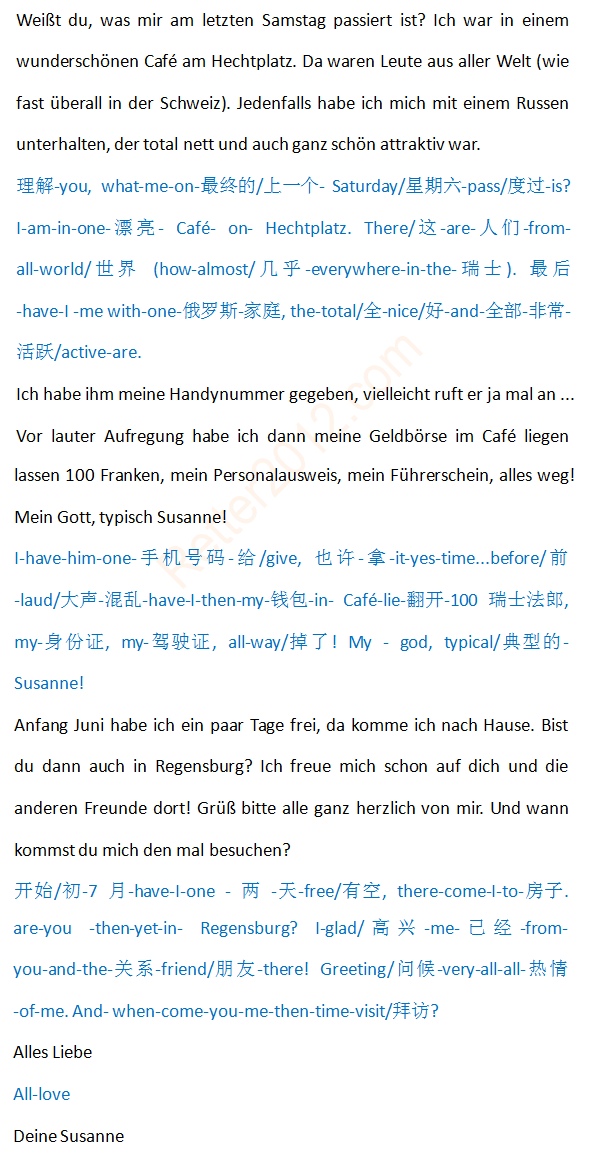 Weißt du, was mir am letzten Samstag passiert ist? Ich war in einem
wunderschönen Café am Hechtplatz. Da waren Leute aus aller Welt (wie
fast überall in der Schweiz). Jedenfalls habe ich mich mit einem Russen
unterhalten, der total nett und auch ganz schön attraktiv war.
理解-you, what-me-on-最终的/上一个- Saturday/星期六-pass/度过-is?
I-am-in-one-漂亮- Café- on- Hechtplatz. There/这-are-人们-from-
all-world/世界 (how-almost/几乎-everywhere-in-the-瑞士). 最后
-have-I -me with-one-俄罗斯-家庭, the-total/全-nice/好-and-全部-非常-
活跃/active-are.
Ich habe ihm meine Handynummer gegeben, vielleicht ruft er ja mal an ...
Vor lauter Aufregung habe ich dann meine Geldbörse im Café liegen
lassen 100 Franken, mein Personalausweis, mein Führerschein, alles weg!
Mein Gott, typisch Susanne!
I-have-him-one-手机号码-给/give, 也许-拿-it-yes-time...before/前
-laud/大声-混乱-have-I-then-my-钱包-in- Café-lie-翻开-100 瑞士法郎,
my-身份证, my-驾驶证, all-way/掉了! My - god, typical/典型的-
Susanne!
Anfang Juni habe ich ein paar Tage frei, da komme ich nach Hause. Bist
du dann auch in Regensburg? Ich freue mich schon auf dich und die
anderen Freunde dort! Grüß bitte alle ganz herzlich von mir. Und wann
kommst du mich den mal besuchen?
开始/初-7 月-have-I-one - 两 -天-free/有空, there-come-I-to-房子.
are-you -then-yet-in- Regensburg? I-glad/高兴-me-已经-from-
you-and-the-关系-friend/朋友-there! Greeting/问候-very-all-all-热情
-of-me. And- when-come-you-me-then-time-visit/拜访?
Alles Liebe
All-love
Deine Susanne